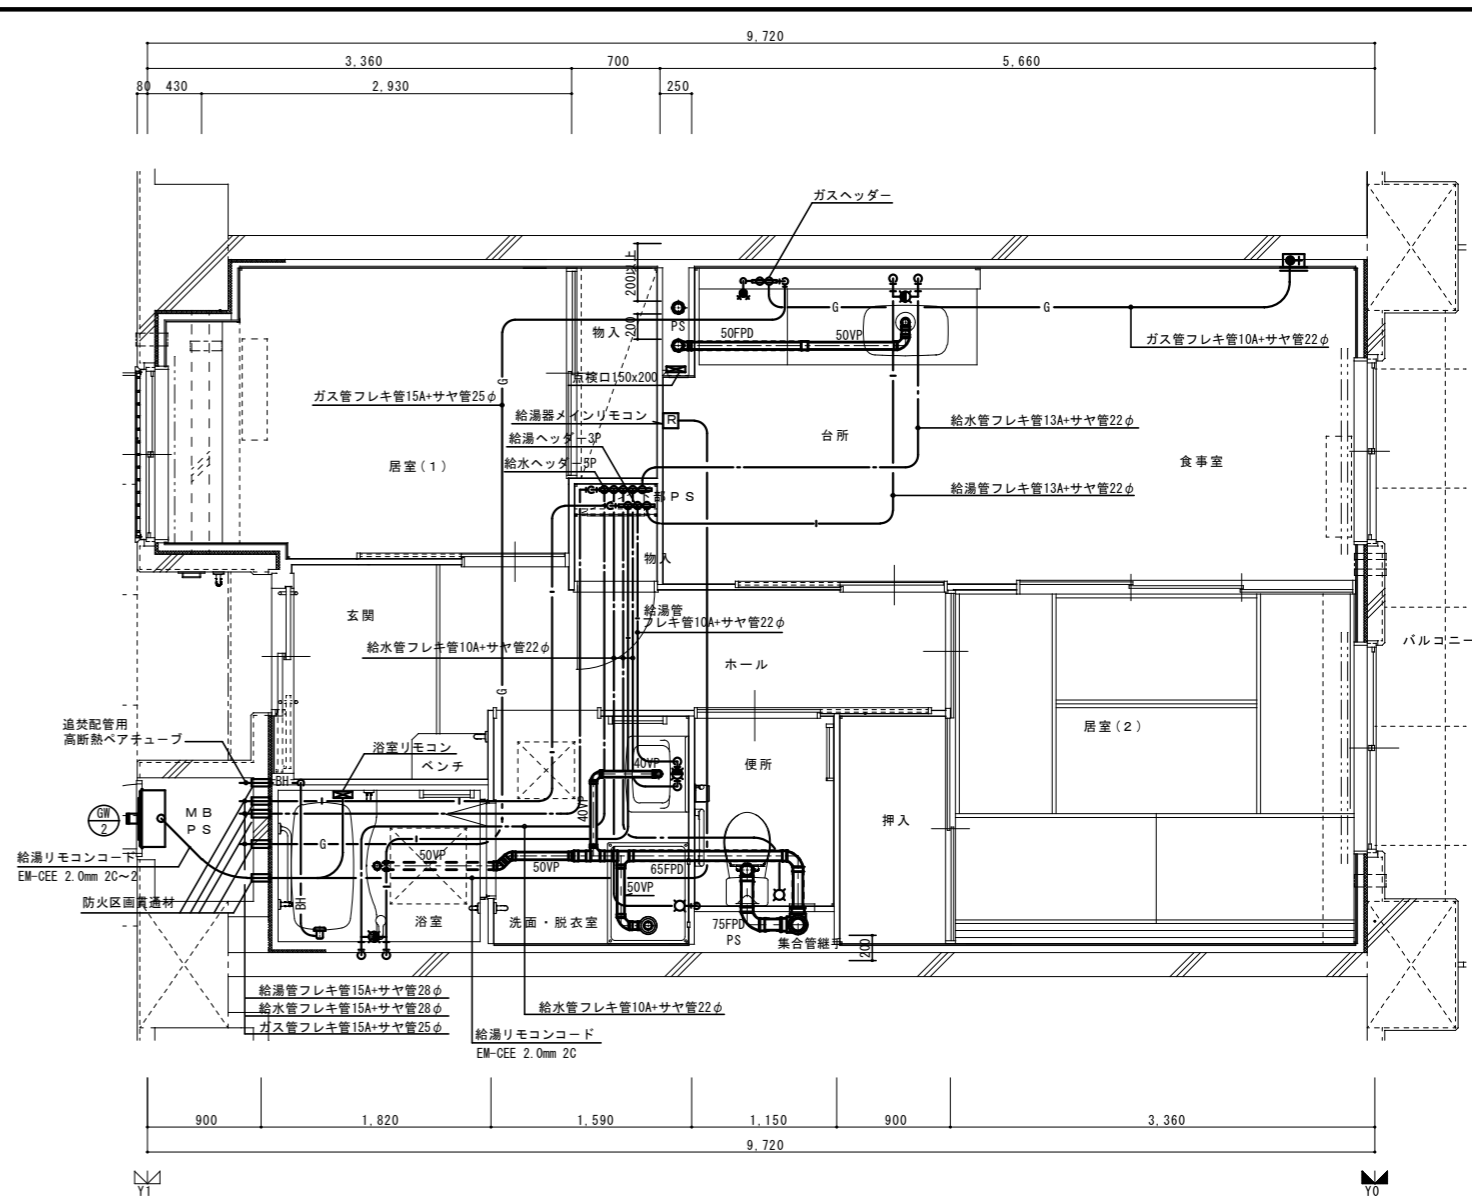 9,720
3,360 700 5,660
80 430 2,930 250
ガスヘッダー
200以上
物入
200
PS
50FPD
50VP
G G
ガス管フレキ管10A+サヤ管22φ
点検口150x200
G
ガス管フレキ管15A+サヤ管25φ
給湯器メインリモコン
R
給水管フレキ管13A+サヤ管22φ
給湯ヘッダー3P
台所
給水ヘッダー5P
居室(1)
食事室
給湯管フレキ管13A+サヤ管22φ
部PS
物入
玄関
給湯管
フレキ管10A+サヤ管22φ
給水管フレキ管10A+サヤ管22φ
ホール
バルコニー
G
追焚配管用
高断熱ペアチューブ
浴室リモコン
ベンチ
居室(2)
40VP
便所
BH
GW
2
MB
PS
40VP
押入
G
給湯リモコンコード
EM-CEE 2.0mm 2C~2
50VP
50VP
65FPD
50VP
防火区画貫通材
BH
浴室
洗面・脱衣室
75FPD
PS
集合管継手
200
給湯管フレキ管15A+サヤ管28φ
給水管フレキ管15A+サヤ管28φ
給水管フレキ管10A+サヤ管22φ
ガス管フレキ管15A+サヤ管25φ
給湯リモコンコード
EM-CEE 2.0mm 2C
900 1,820 1,590 1,150 900 3,360
9,720
Y1 Y0